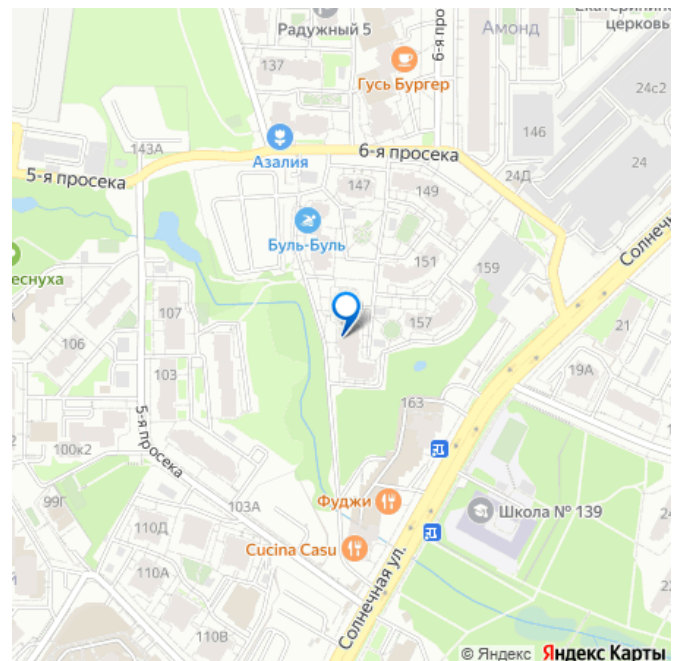 Радужный 5
Амонд
церковь
137
6-я про
Гусь Бургер
24с2
146
143А
Азалия
6-я просека
24
5-я просека
24Д
147
149
Буль-Буль
Солнечн
еснуха
151
159
107
157
21
106
103
19А
163
5-я просека
100к2
99Г
103А
Фуджи
Школа № 139
110Д
Cucina Casu
110А
Солнечная ул.
110В
© Яндекс Яндекс Карты